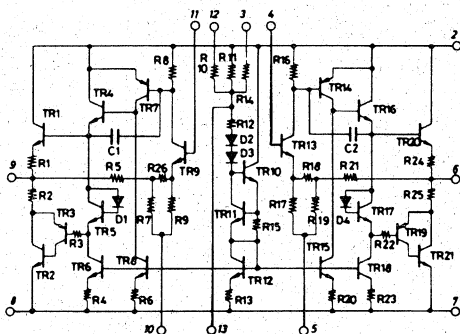 11 12 3 4 2
R8 R10 R11 R16
TR4 TR7 R14 TR14
TR1 TR16
C1 R12 C2 TR20
D2 TR13
9 R1 R5 R26 TR9 D3 TR10 R18 R21 R24 6
R2 R7 R9 R17 R19 D4 R25
TR3 D1 TR11 TR17
TR5 R15 TR19
R3 R22
TR2 TR6 TR8 TR12 TR15 TR18 TR21
R4 R6 R13 R20 R23
8 10 13 5 7